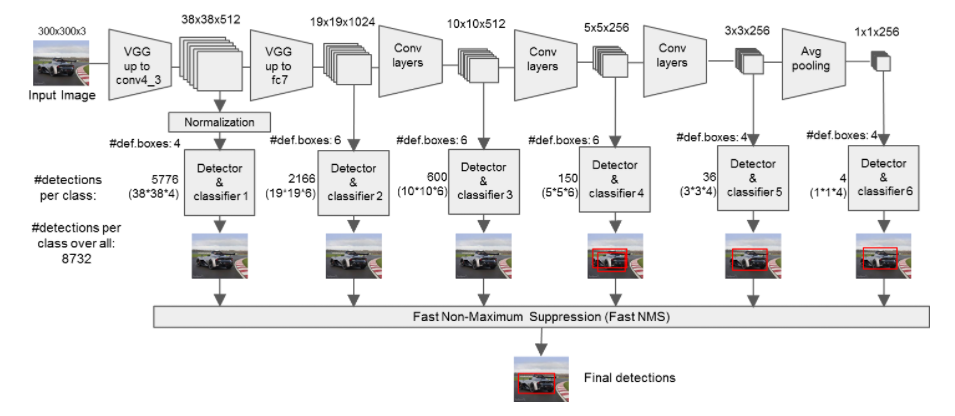 300x300x3
Input Image
VGG
up to
conv4_3
38x38x512
VGG
up to
fc7
19x19x1024
Conv
layers
10x10x512
Conv
layers
5x5x256
Conv
layers
3x3x256
Avg
pooling
1x1x256
Normalization
#def.boxes: 4
#def.boxes: 6
#def.boxes: 6
#def.boxes: 6
#def.boxes: 4
#def.boxes: 4
#detections
per class:
5776
(38*38*4)
Detector
&
classifier 1
2166
(19*19*6)
Detector
&
classifier 2
600
(10*10*6)
Detector
&
classifier 3
150
(5*5*6)
Detector
&
classifier 4
36
(3*3*4)
Detector
&
classifier 5
4
(1*1*4)
Detector
&
classifier 6
#detections per
class over all:
8732
Fast Non-Maximum Suppression (Fast NMS)
Final detections